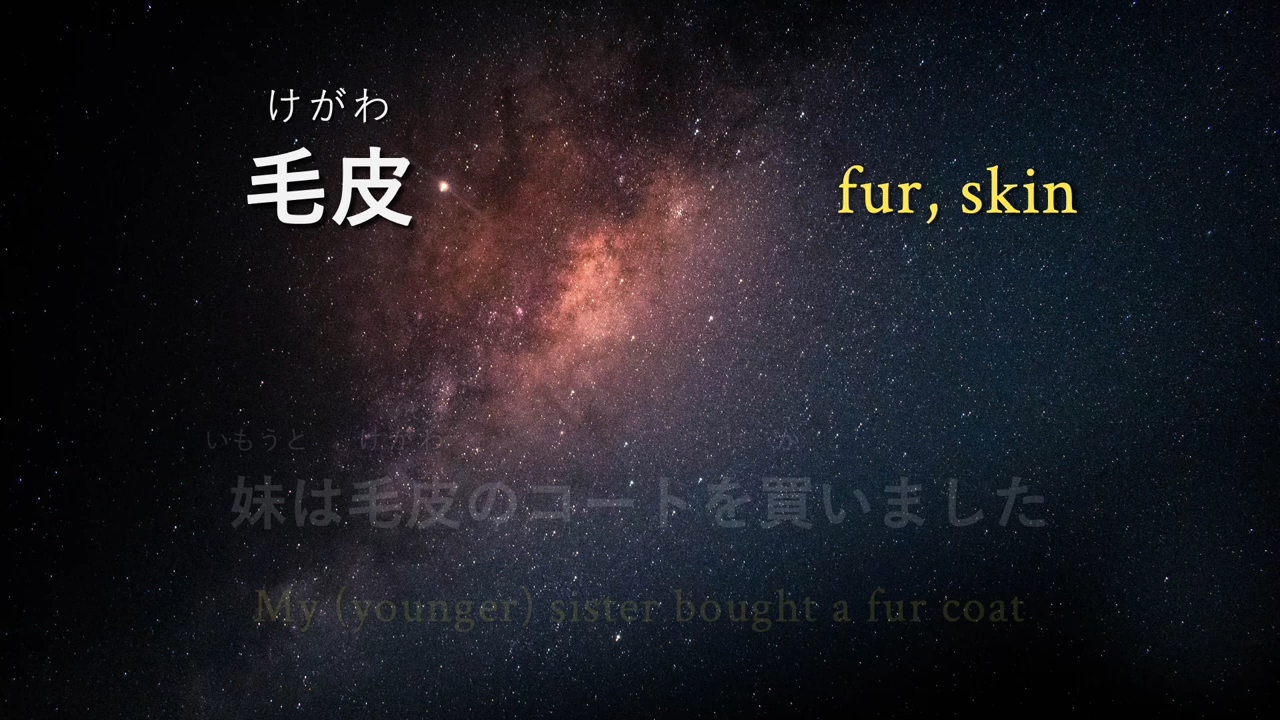 けがわ
毛皮
fur, skin
いもうと けがわ か
妹は毛皮のコートを買いました
My (younger) sister bought a fur coat